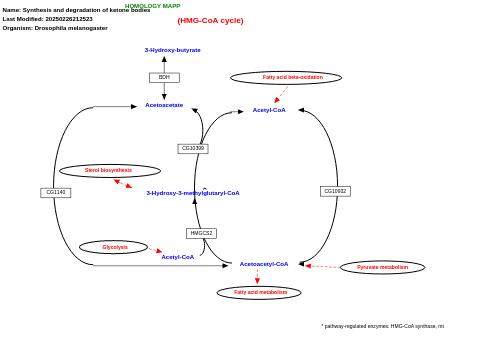 HOMOLOGY MAPP
Name: Synthesis and degradation of ketone bodies
Last Modified: 20250226212523
(HMG-CoA cycle)
Organism: Drosophila melanogaster
3-Hydroxy-butyrate
BDH
Fatty acid beta-oxidation
Acetoacetate
Acetyl-CoA
CG10399
Sterol biosynthesis
CG1140
3-Hydroxy-3-methylglutaryl-CoA
CG10932
HMGCS2
Glycolysis
Acetyl-CoA
Acetoacetyl-CoA
Pyruvate metabolism
Fatty acid metabolism
* pathway-regulated enzymes: HMG-CoA synthase, mt